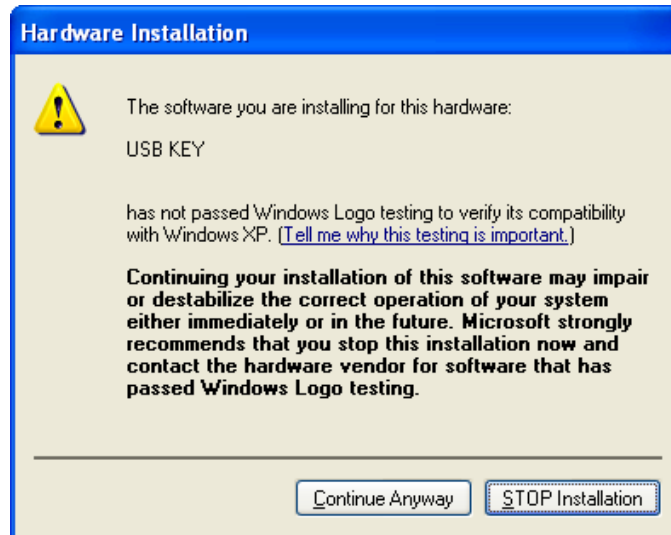 Hardware Installation
The software you are installing for this hardware:
USB KEY
has not passed Windows Logo testing to verify its compatibility
with Windows XP. (Tell me why this testing is important.)
Continuing your installation of this software may impair
or destabilize the correct operation of your system
either immediately or in the future. Microsoft strongly
recommends that you stop this installation now and
contact the hardware vendor for software that has
passed Windows Logo testing.
Continue Anyway
STOP Installation